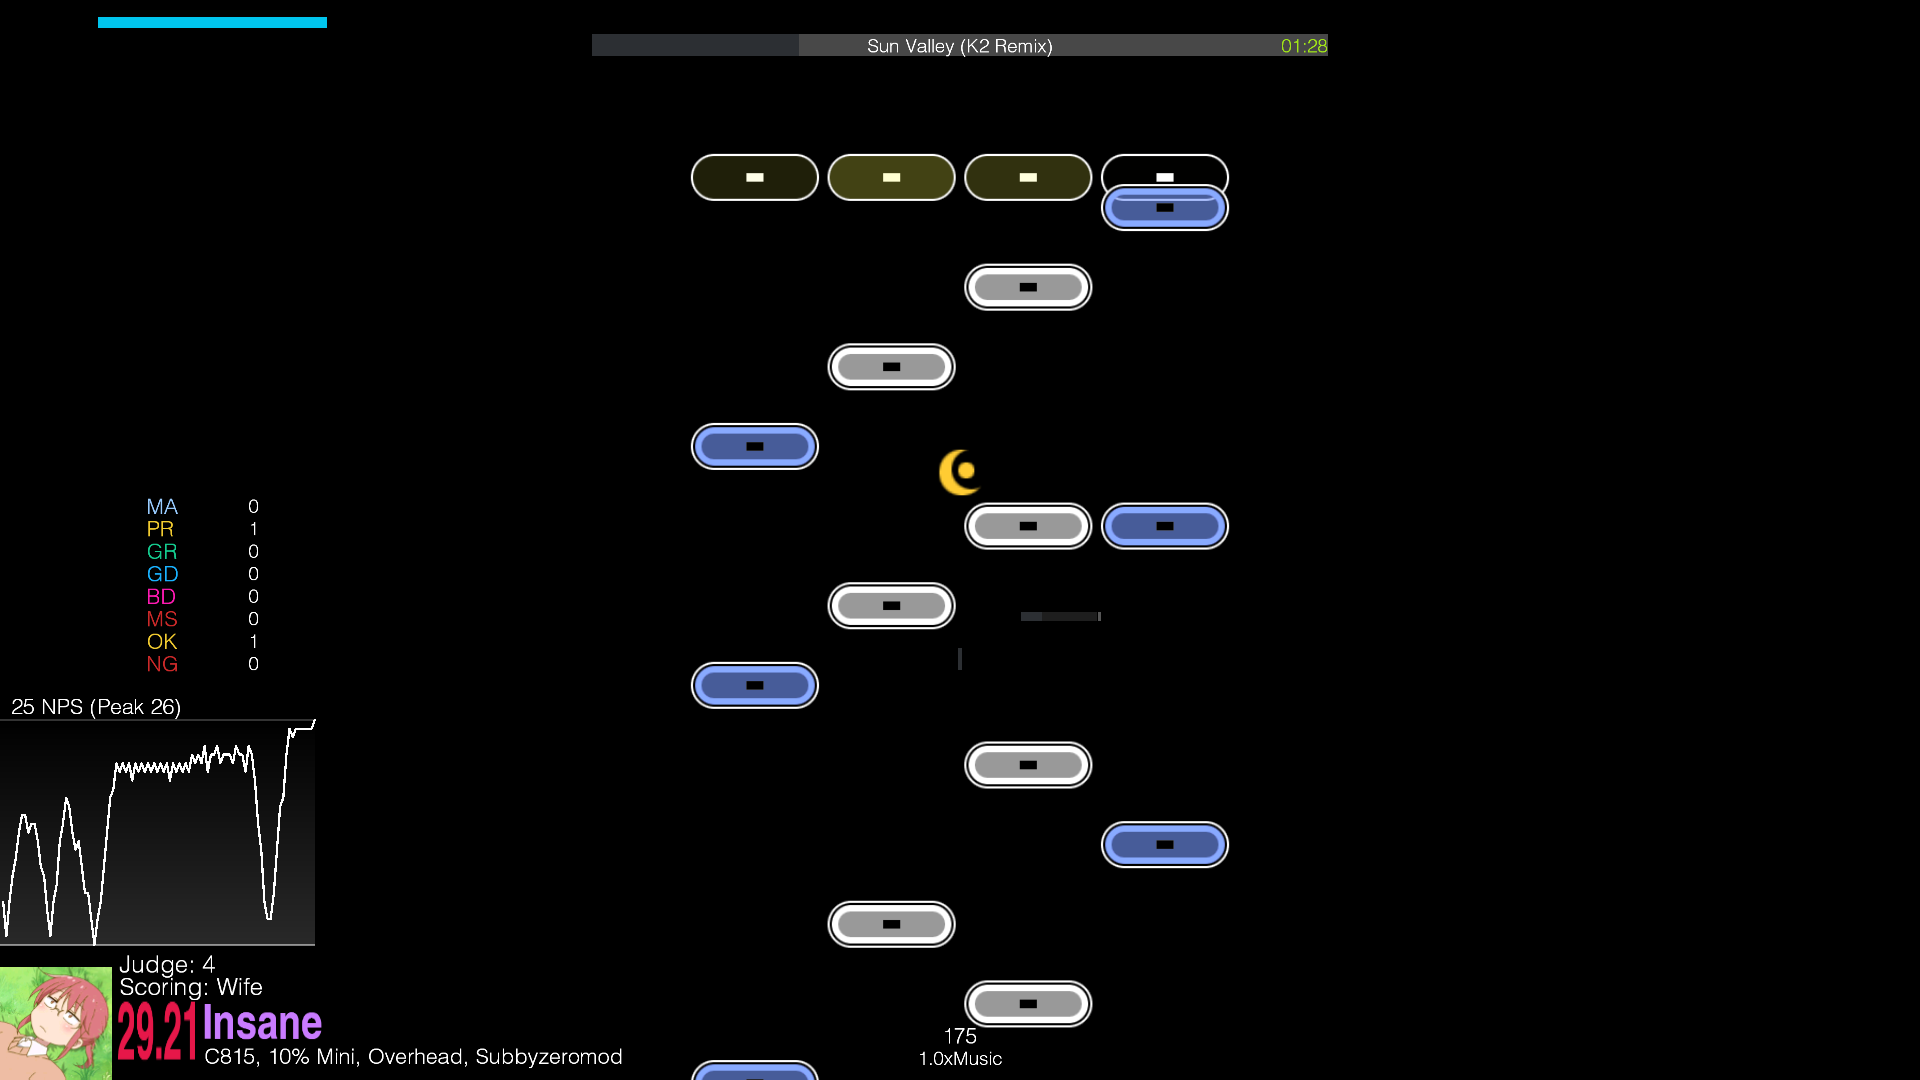 Sun Valley (K2 Remix) 01:28
MA 0
PR 1
GR 0
GD 0
BD 0
MS 0
OK 1
NG 0
25 NPS (Peak 26)
Judge: 4
Scoring: Wife
29.21 Insane
C815, 10% Mini, Overhead, Subbyzeromod
175
1.0xMusic